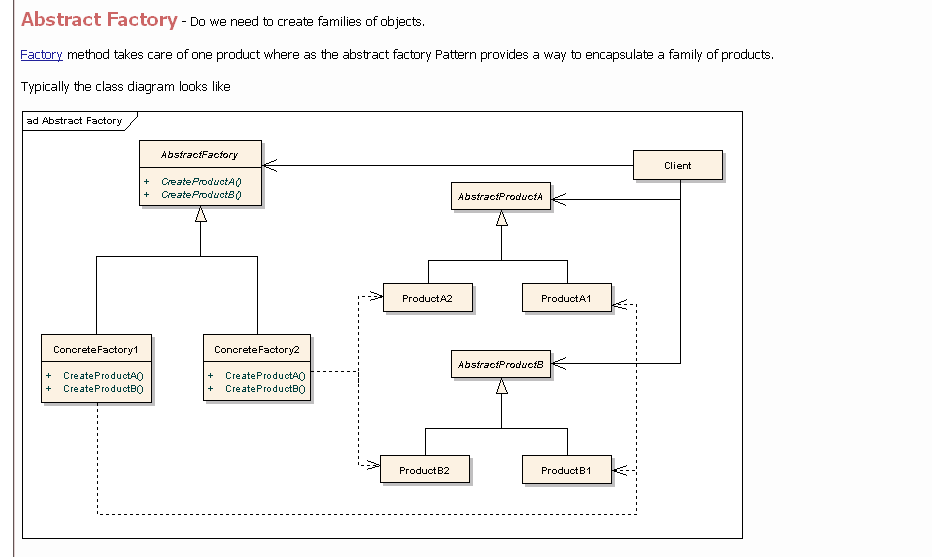 Abstract Factory - Do we need to create families of objects.
Factory method takes care of one product where as the abstract factory Pattern provides a way to encapsulate a family of products.
Typically the class diagram looks like
ad Abstract Factory
AbstractFactory
+ CreateProductA()
+ CreateProductB()
Client
AbstractProductA
ProductA2
ProductA1
ConcreteFactory1
+ CreateProductA()
+ CreateProductB()
ConcreteFactory2
+ CreateProductA()
+ CreateProductB()
AbstractProductB
ProductB2
ProductB1